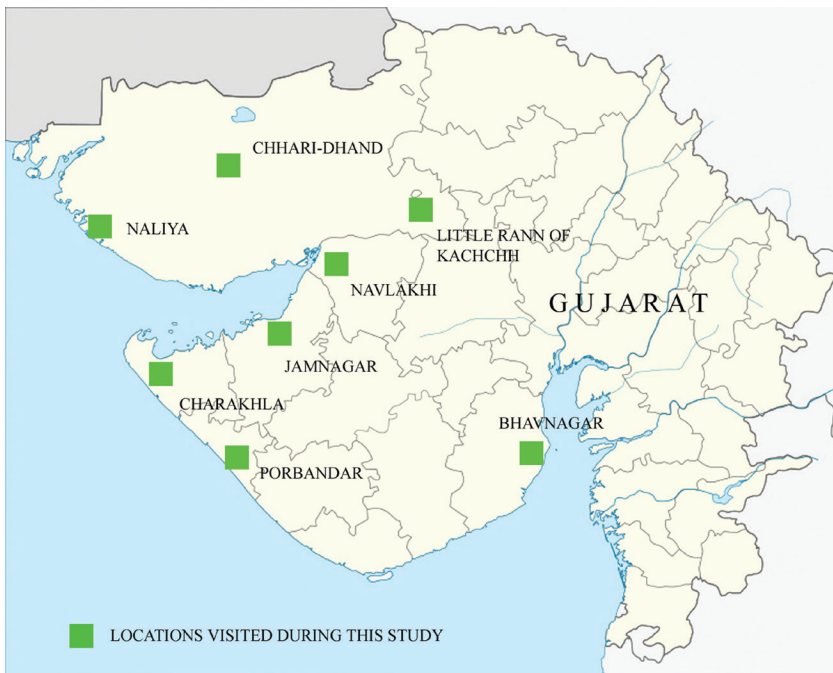 CHHARI-DHAND
NALIYA
LITTLE RANN OF
KACHCHH
NAVLAKHI
GUJARAT
JAMNAGAR
CHARAKHLA
BHAVNAGAR
PORBANDAR
LOCATIONS VISITED DURING THIS STUDY